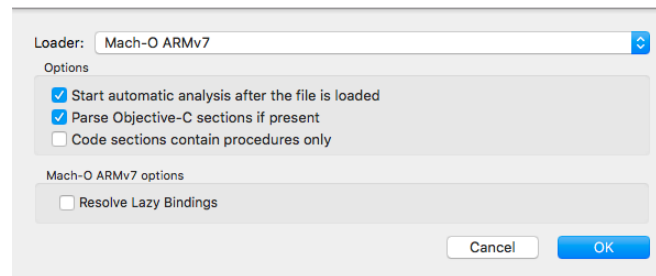 Loader: Mach-O ARMv7
Options
Start automatic analysis after the file is loaded
Parse Objective-C sections if present
Code sections contain procedures only
Mach-O ARMv7 options
Resolve Lazy Bindings
Cancel OK